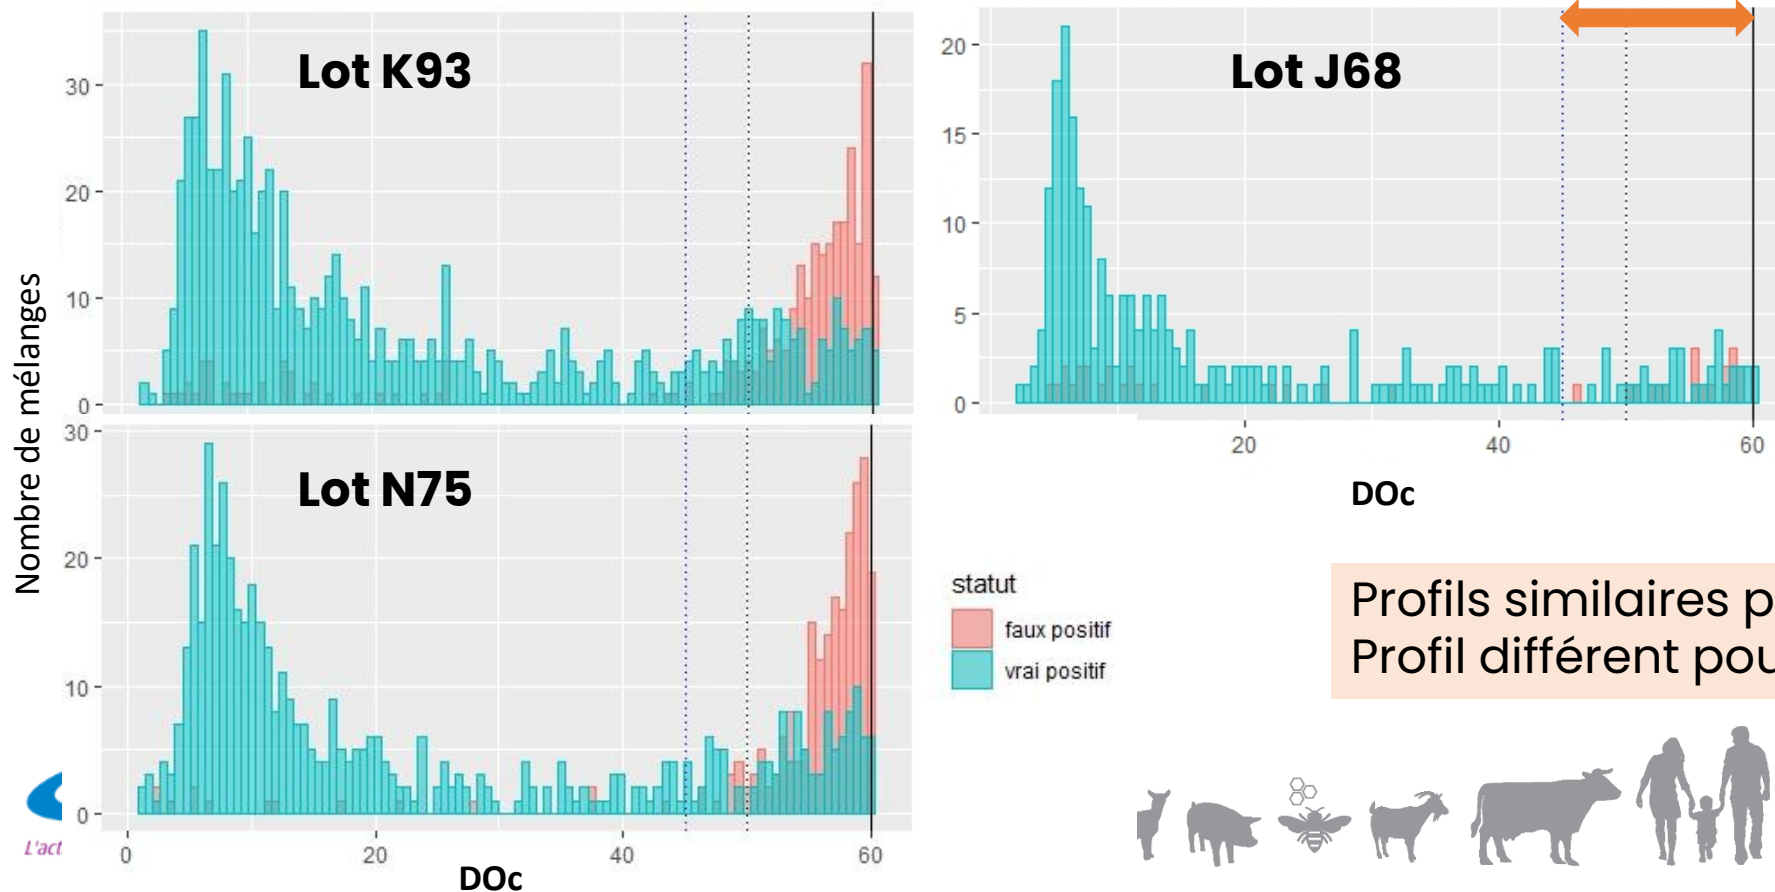 Lot K93
30
20
10
0
Nombre de mélanges
Lot N75
30
20
10
0
0
20
40
60
DOc
L'act
Lot J68
20
15
10
5
0
20
40
60
DOc
statut
faux positif
vrai positif
Profils similaires p
Profil différent pou